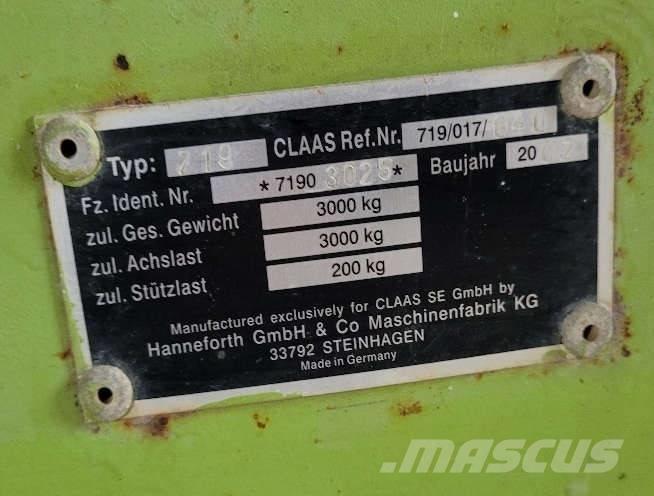 Typ: 719 CLAAS Ref.Nr. 719/017/
Fz. Ident. Nr. *7190 3025* Baujahr 20
zul. Ges. Gewicht 3000 kg
zul. Achslast 3000 kg
zul. Stützlast 200 kg
Manufactured exclusively for CLAAS SE GmbH by
Hanneforth GmbH & Co Maschinenfabrik KG
33792 STEINHAGEN
Made in Germany
MASCUS